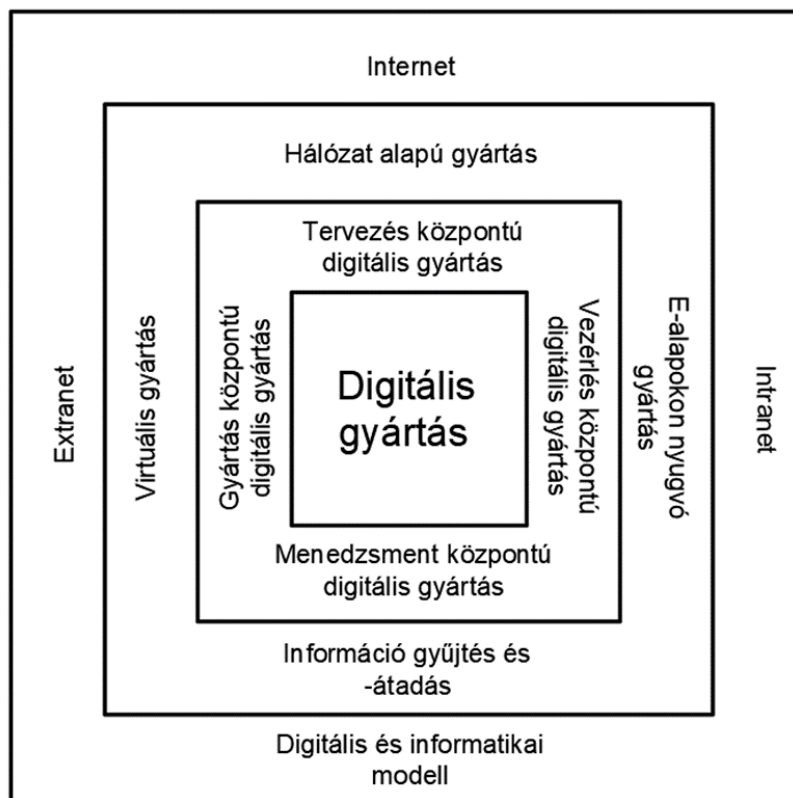 Internet
Hálózat alapú gyártás
Tervezés központú
digitális gyártás
Extranet
Virtuális gyártás
Gyártás központú
digitális gyártás
Digitális
gyártás
Vezérlés központú
digitális gyártás
E-alapokon nyugvó
gyártás
Intranet
Menedzsment központú
digitális gyártás
Információ gyűjtés és
-átadás
Digitális és informatikai
modell